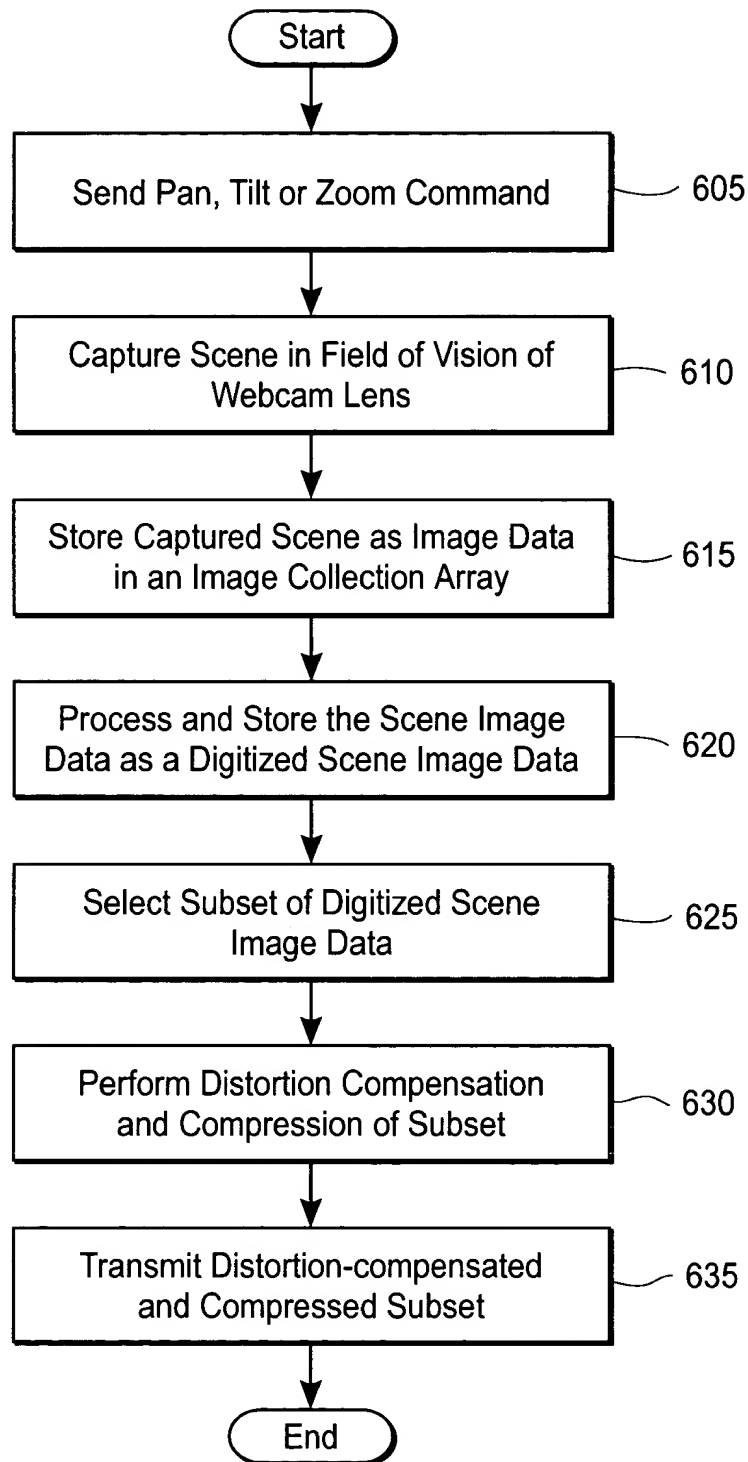 Start
Send Pan, Tilt or Zoom Command
605
Capture Scene in Field of Vision of
Webcam Lens
610
Store Captured Scene as Image Data
in an Image Collection Array
615
Process and Store the Scene Image
Data as a Digitized Scene Image Data
620
Select Subset of Digitized Scene
Image Data
625
Perform Distortion Compensation
and Compression of Subset
630
Transmit Distortion-compensated
and Compressed Subset
635
End